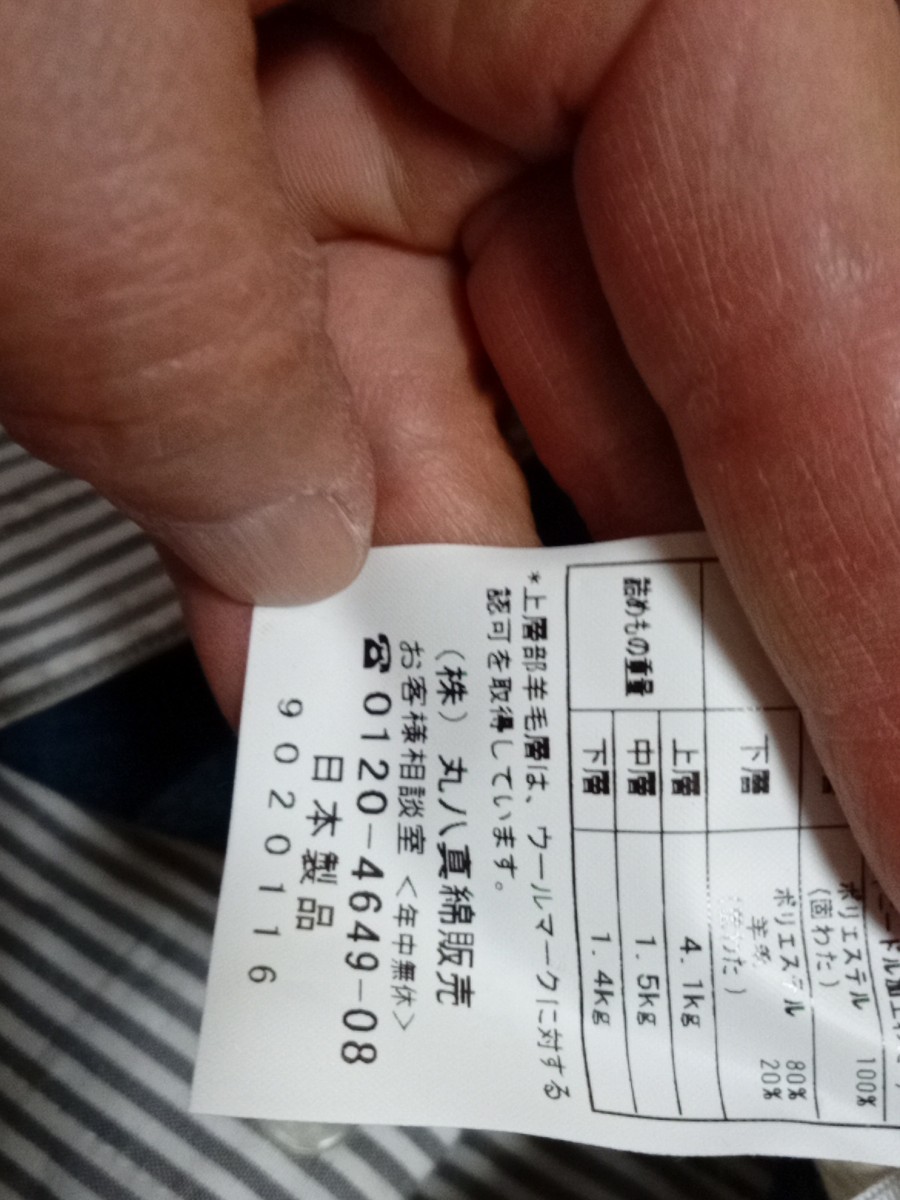 ポリエステル 100%
(固わた)
下層 ポリエステル 80%
20%
詰めもの重量 上層 4.1kg
中層 1.5kg
下層 1.4kg
*上層部羊毛層は、ウールマークに対する
認可を取得しています。
(株)丸八真綿販売
お客様相談室<年中無休>
☎0120-4649-08
日本製品
9020116